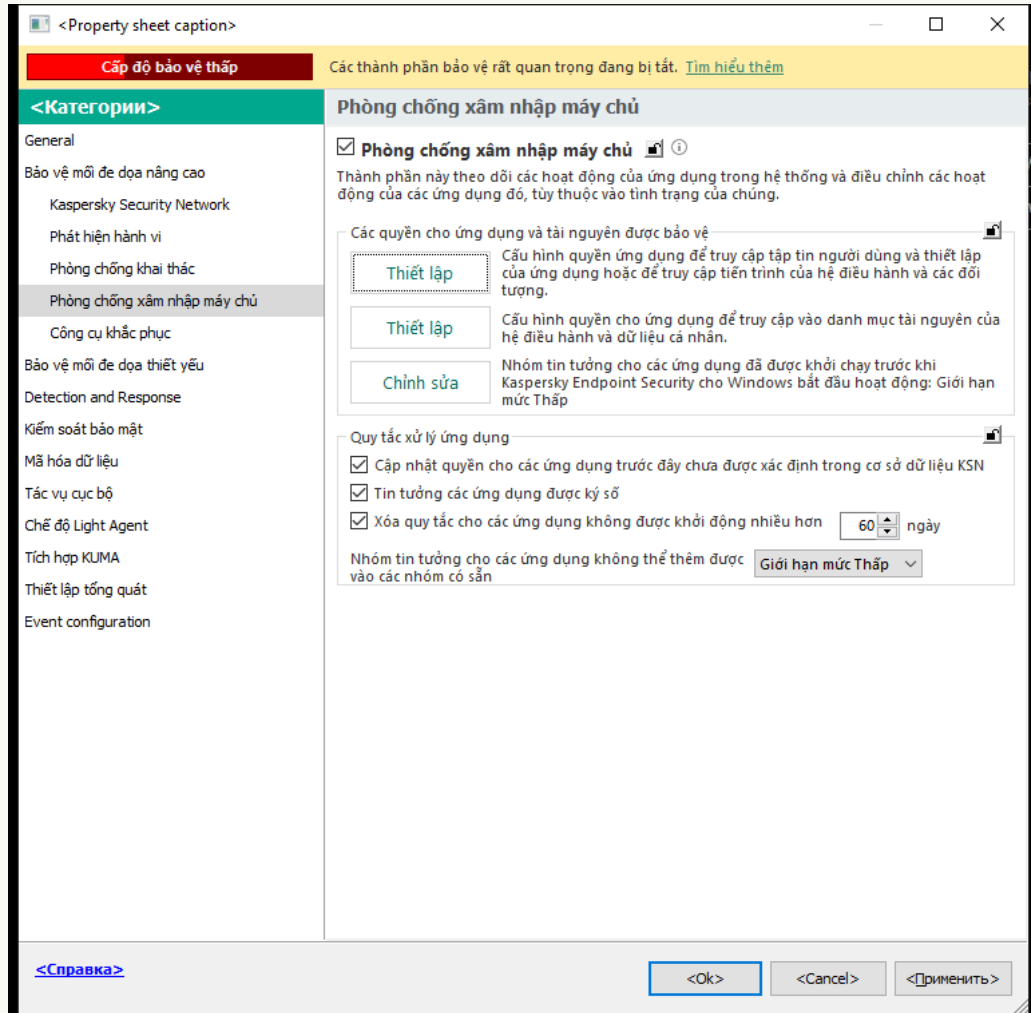 <Property sheet caption>
Cấp độ bảo vệ thấp
Các thành phần bảo vệ rất quan trọng đang bị tắt. Tìm hiểu thêm
<Категории>
General
Bảo vệ mối đe dọa nâng cao
Kaspersky Security Network
Phát hiện hành vi
Phòng chống khai thác
Phòng chống xâm nhập máy chủ
Công cụ khắc phục
Bảo vệ mối đe dọa thiết yếu
Detection and Response
Kiểm soát bảo mật
Mã hóa dữ liệu
Tác vụ cục bộ
Chế độ Light Agent
Tích hợp KUMA
Thiết lập tổng quát
Event configuration
Phòng chống xâm nhập máy chủ
Phòng chống xâm nhập máy chủ
Thành phần này theo dõi các hoạt động của ứng dụng trong hệ thống và điều chỉnh các hoạt
động của các ứng dụng đó, tùy thuộc vào tình trạng của chúng.
Các quyền cho ứng dụng và tài nguyên được bảo vệ
Thiết lập
Cấu hình quyền ứng dụng để truy cập tập tin người dùng và thiết lập
của ứng dụng hoặc để truy cập tiến trình của hệ điều hành và các đối
tượng.
Thiết lập
Cấu hình quyền cho ứng dụng để truy cập vào danh mục tài nguyên của
hệ điều hành và dữ liệu cá nhân.
Chỉnh sửa
Nhóm tin tưởng cho các ứng dụng đã được khởi chạy trước khi
Kaspersky Endpoint Security cho Windows bắt đầu hoạt động: Giới hạn
mức Thấp
Quy tắc xử lý ứng dụng
Cập nhật quyền cho các ứng dụng trước đây chưa được xác định trong cơ sở dữ liệu KSN
Tin tưởng các ứng dụng được ký số
Xóa quy tắc cho các ứng dụng không được khởi động nhiều hơn 60 ngày
Nhóm tin tưởng cho các ứng dụng không thể thêm được
vào các nhóm có sẵn
Giới hạn mức Thấp
<Справка>
<Ok>
<Cancel>
<Применить>